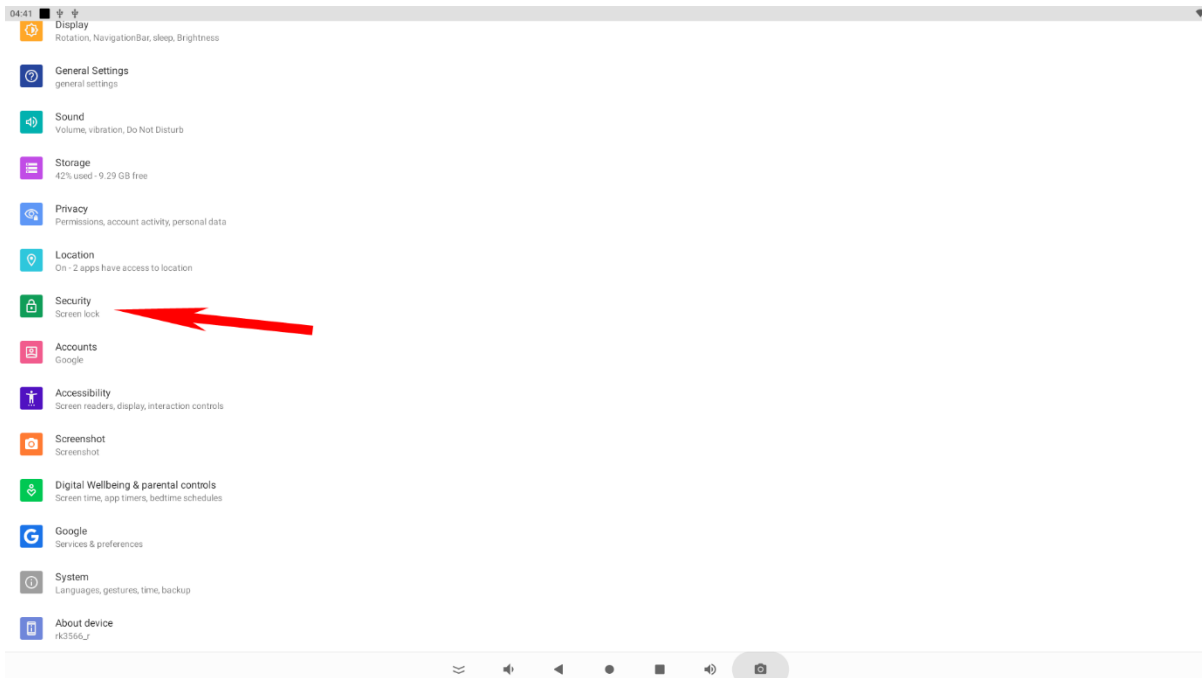 04:41
Display
Rotation, NavigationBar, sleep, Brightness
General Settings
general settings
Sound
Volume, vibration, Do Not Disturb
Storage
42% used - 9.29 GB free
Privacy
Permissions, account activity, personal data
Location
On - 2 apps have access to location
Security
Screen lock
Accounts
Google
Accessibility
Screen readers, display, interaction controls
Screenshot
Screenshot
Digital Wellbeing & parental controls
Screen time, app timers, bedtime schedules
Google
Services & preferences
System
Languages, gestures, time, backup
About device
rk3566_r